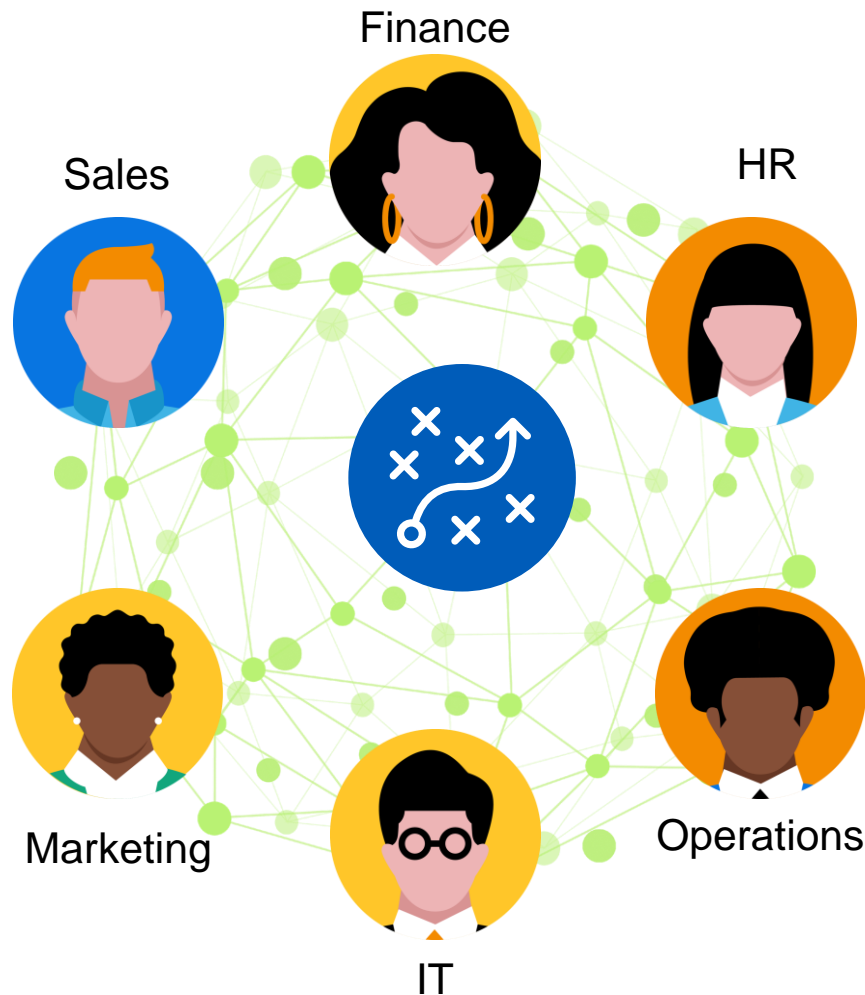 Finance
Sales
HR
Marketing
Operations
IT